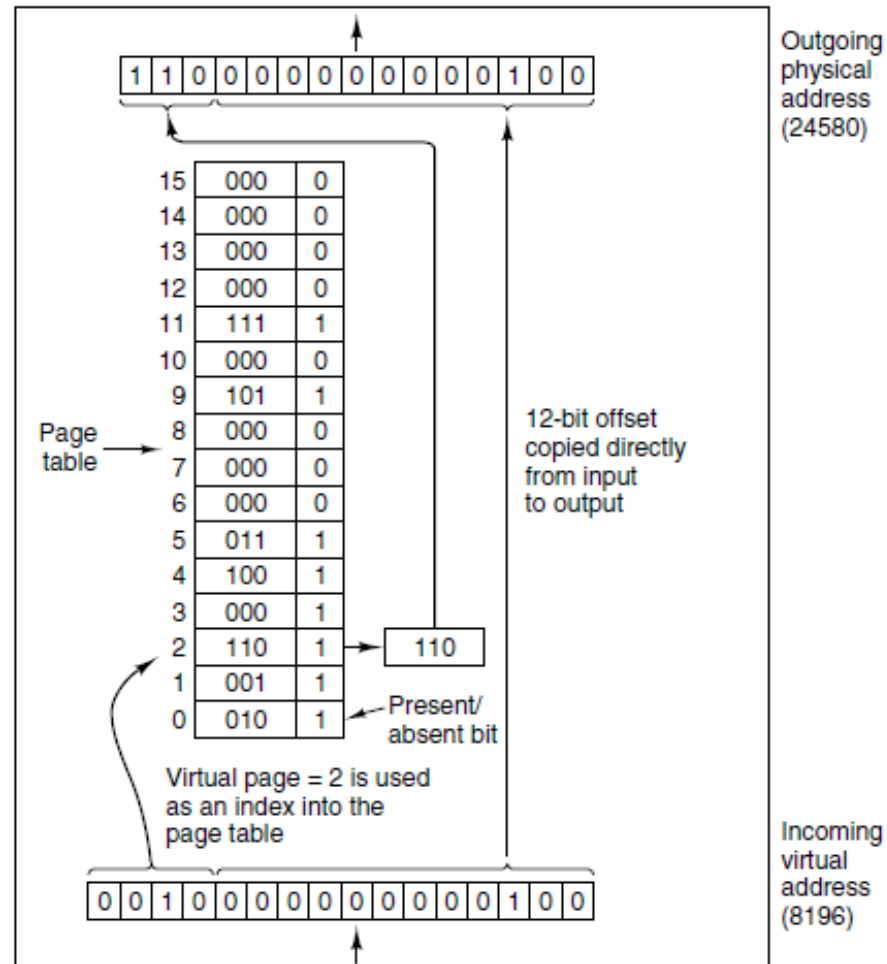 Outgoing
physical
address
(24580)
1 1 0 0 0 0 0 0 0 0 0 0 1 0 0
15 000 0
14 000 0
13 000 0
12 000 0
11 111 1
10 000 0
9 101 1
8 000 0
7 000 0
6 000 0
5 011 1
4 100 1
3 000 1
2 110 1 110
1 001 1
0 010 1
Page
table
12-bit offset
copied directly
from input
to output
Present/
absent bit
Virtual page = 2 is used
as an index into the
page table
0 0 1 0 0 0 0 0 0 0 0 0 0 1 0 0
Incoming
virtual
address
(8196)